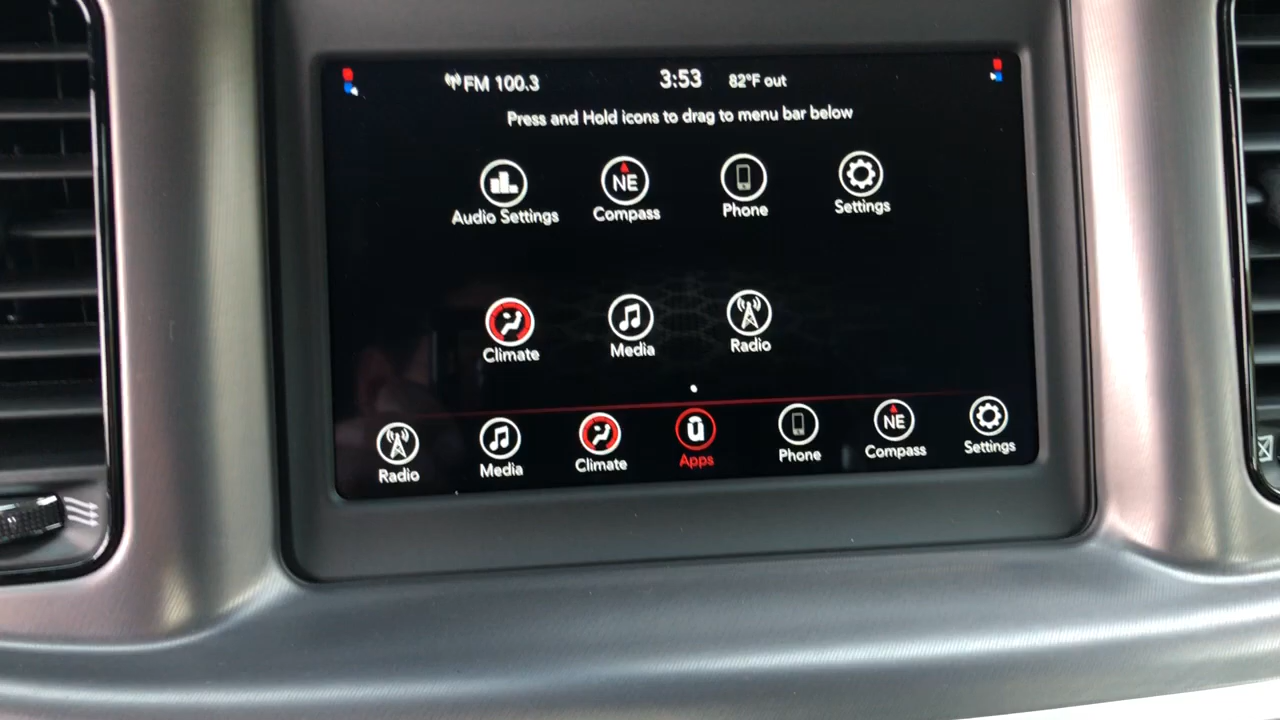 FM 100.3 3:53 82°F out
Press and Hold icons to drag to menu bar below
NE
Audio Settings Compass Phone Settings
Climate Media Radio
NE
Radio Media Climate Apps Phone Compass Settings